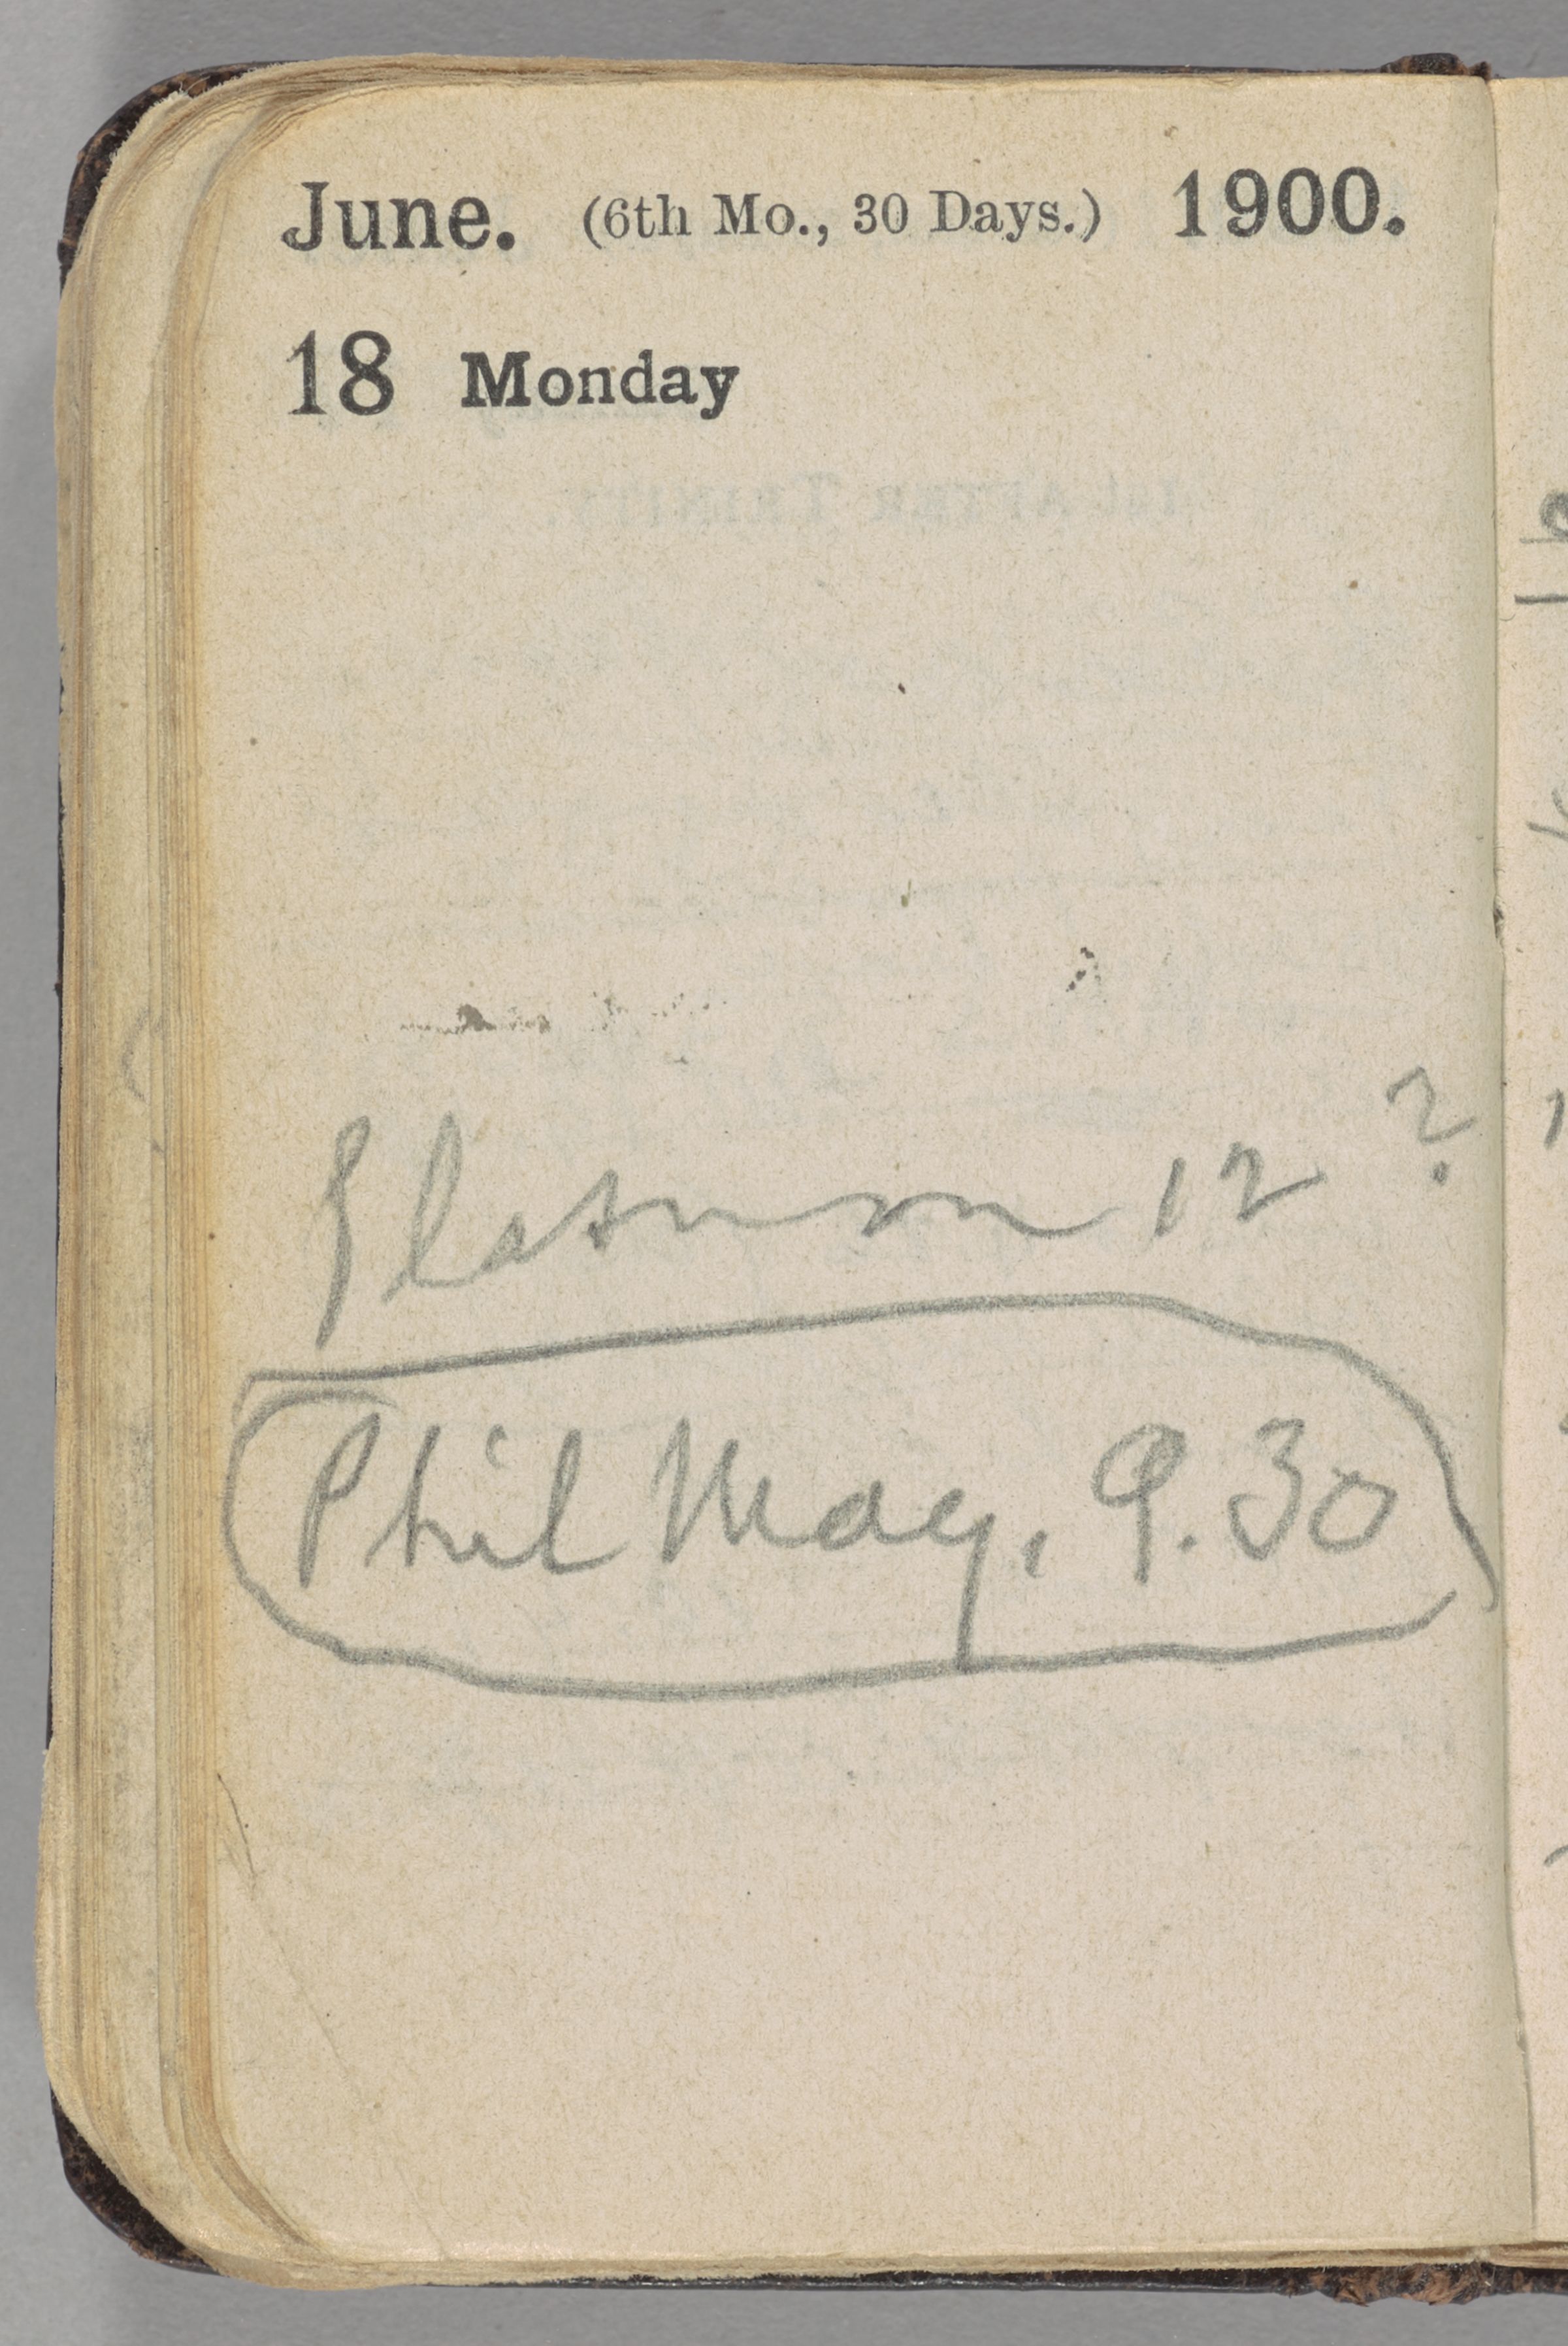 June. (6th Mo., 30 Days.) 1900.
18 Monday
12 ?
Phil May. 9.30